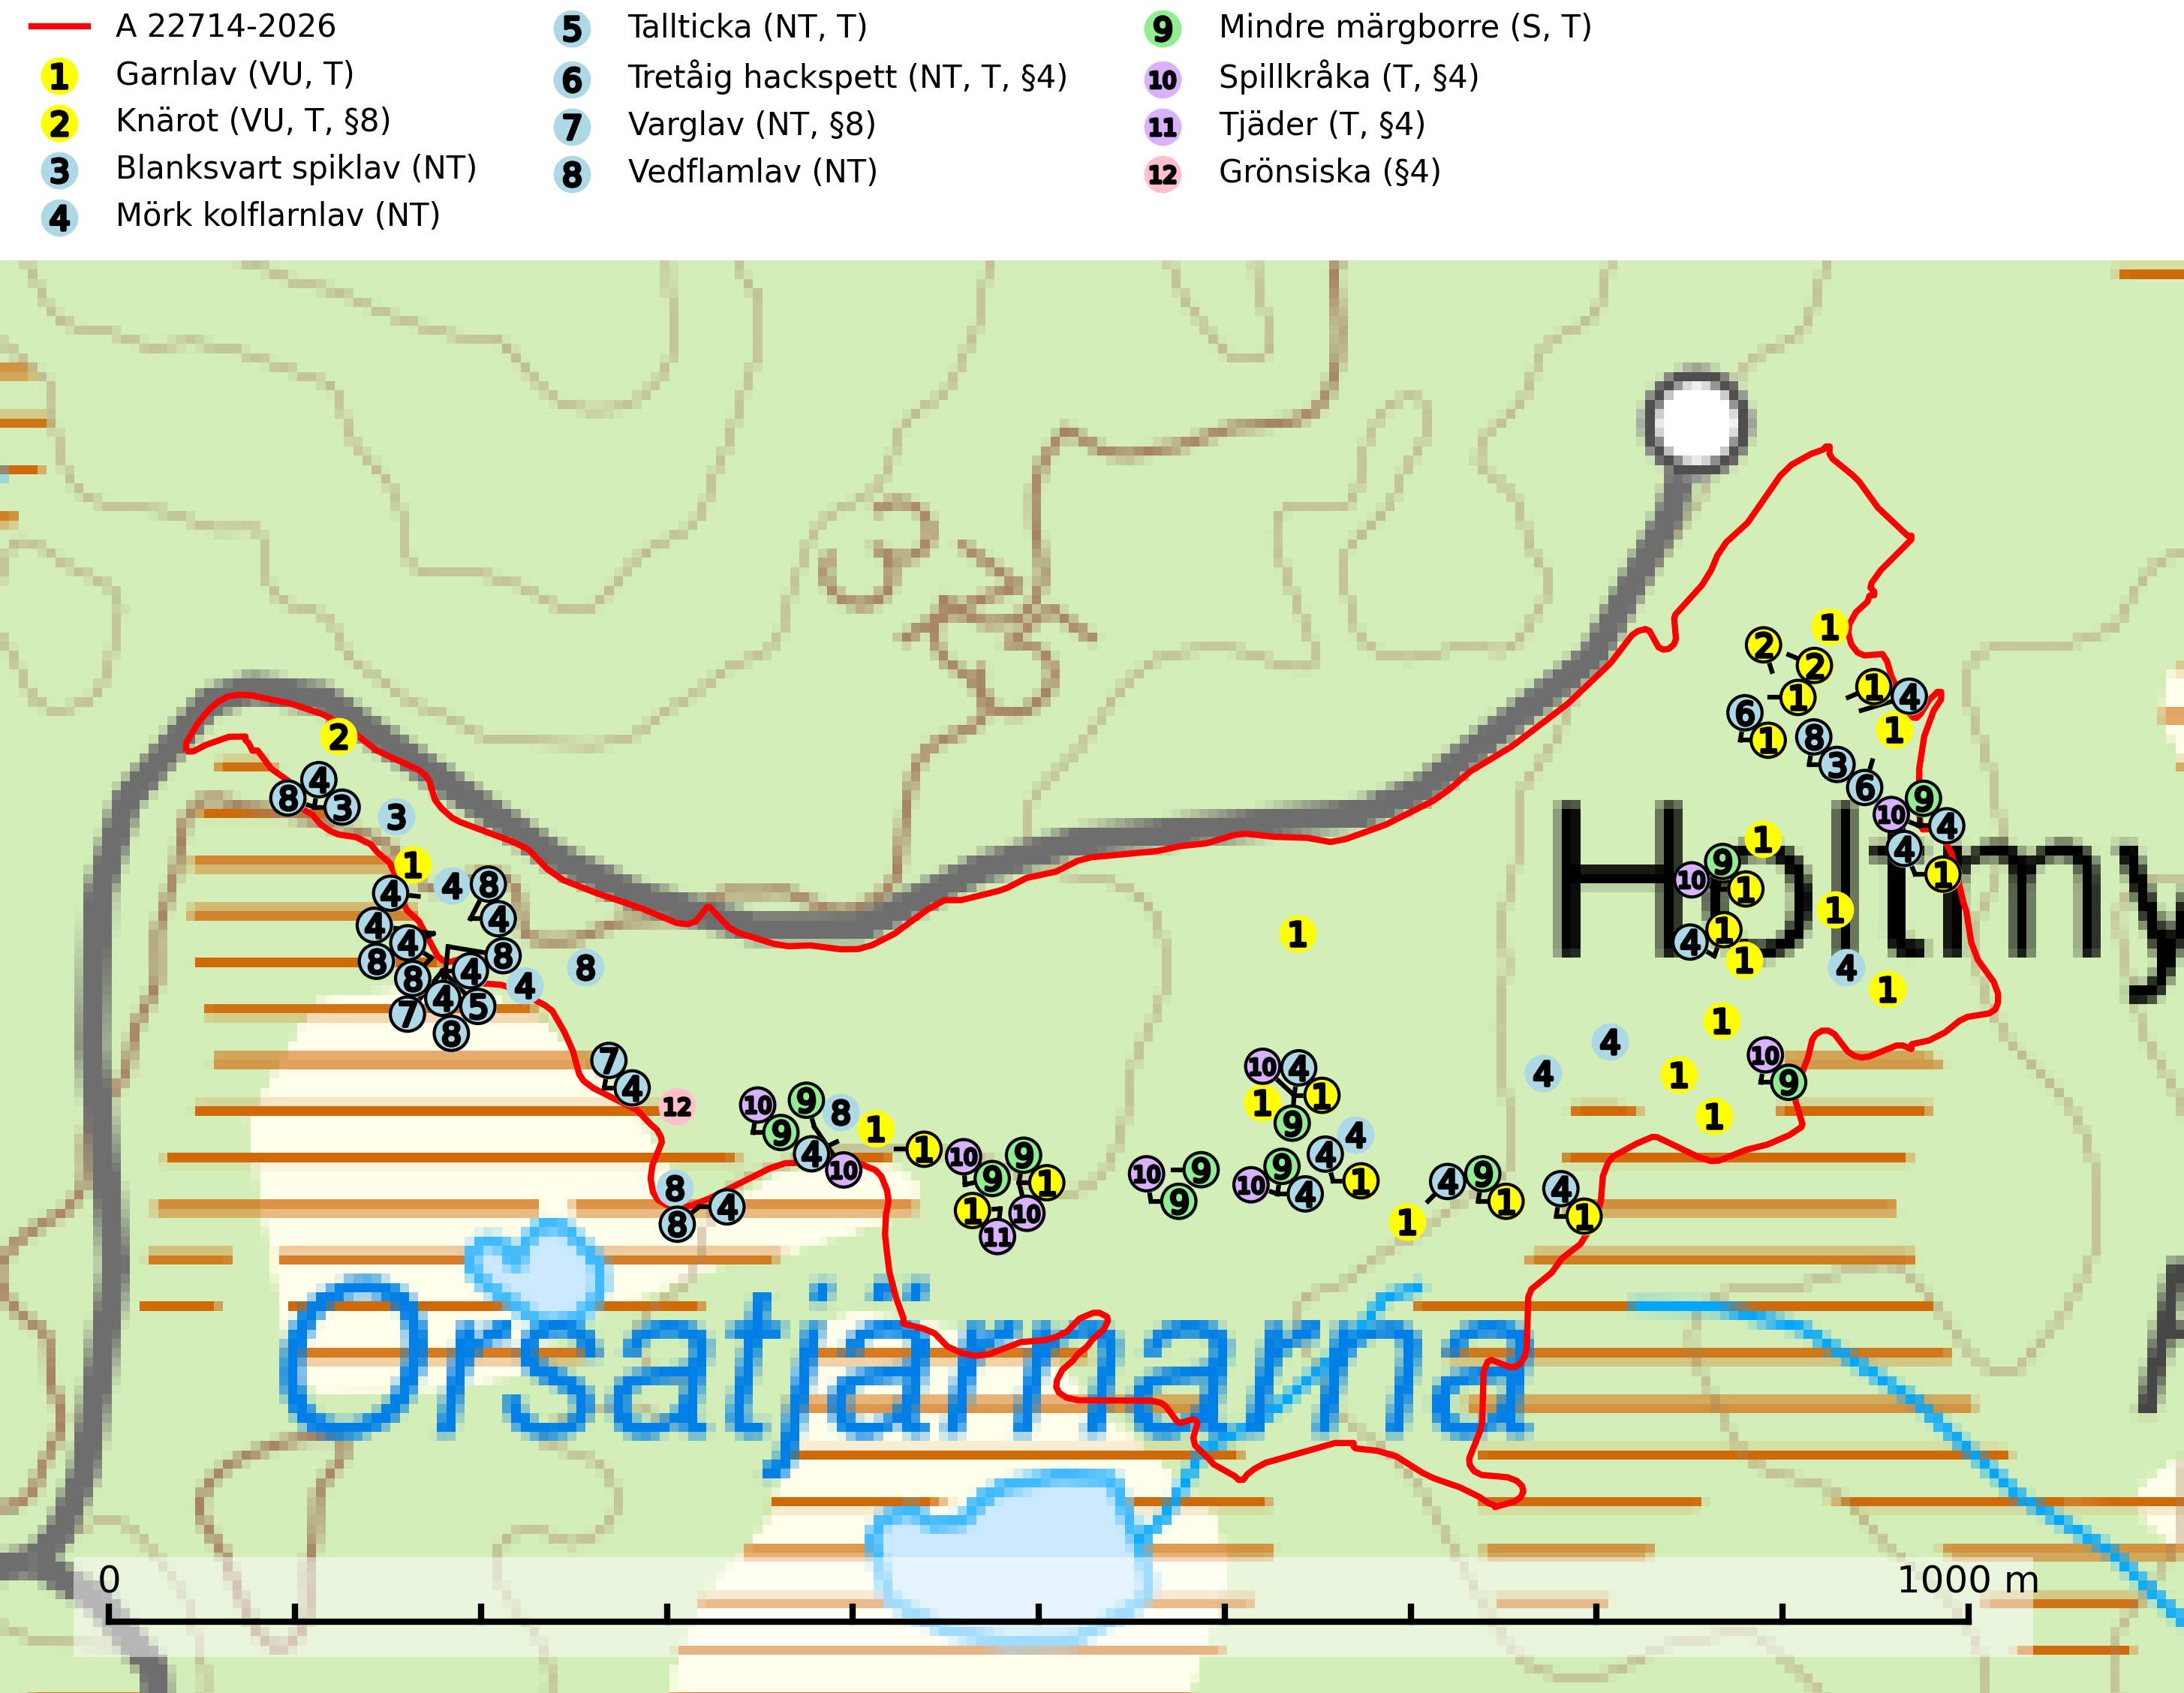 A 22714-2026
1 Garnlav (VU, T)
2 Knärot (VU, T, §8)
3 Blanksvart spiklav (NT)
4 Mörk kolflarnlav (NT)
5 Tallticka (NT, T)
6 Tretåig hackspett (NT, T, §4)
7 Varglav (NT, §8)
8 Vedflamlav (NT)
9 Mindre märgborre (S, T)
10 Spillkråka (T, §4)
11 Tjäder (T, §4)
12 Grönsiska (§4)
Holtmy
Orsatjärnarna
0 1000 m